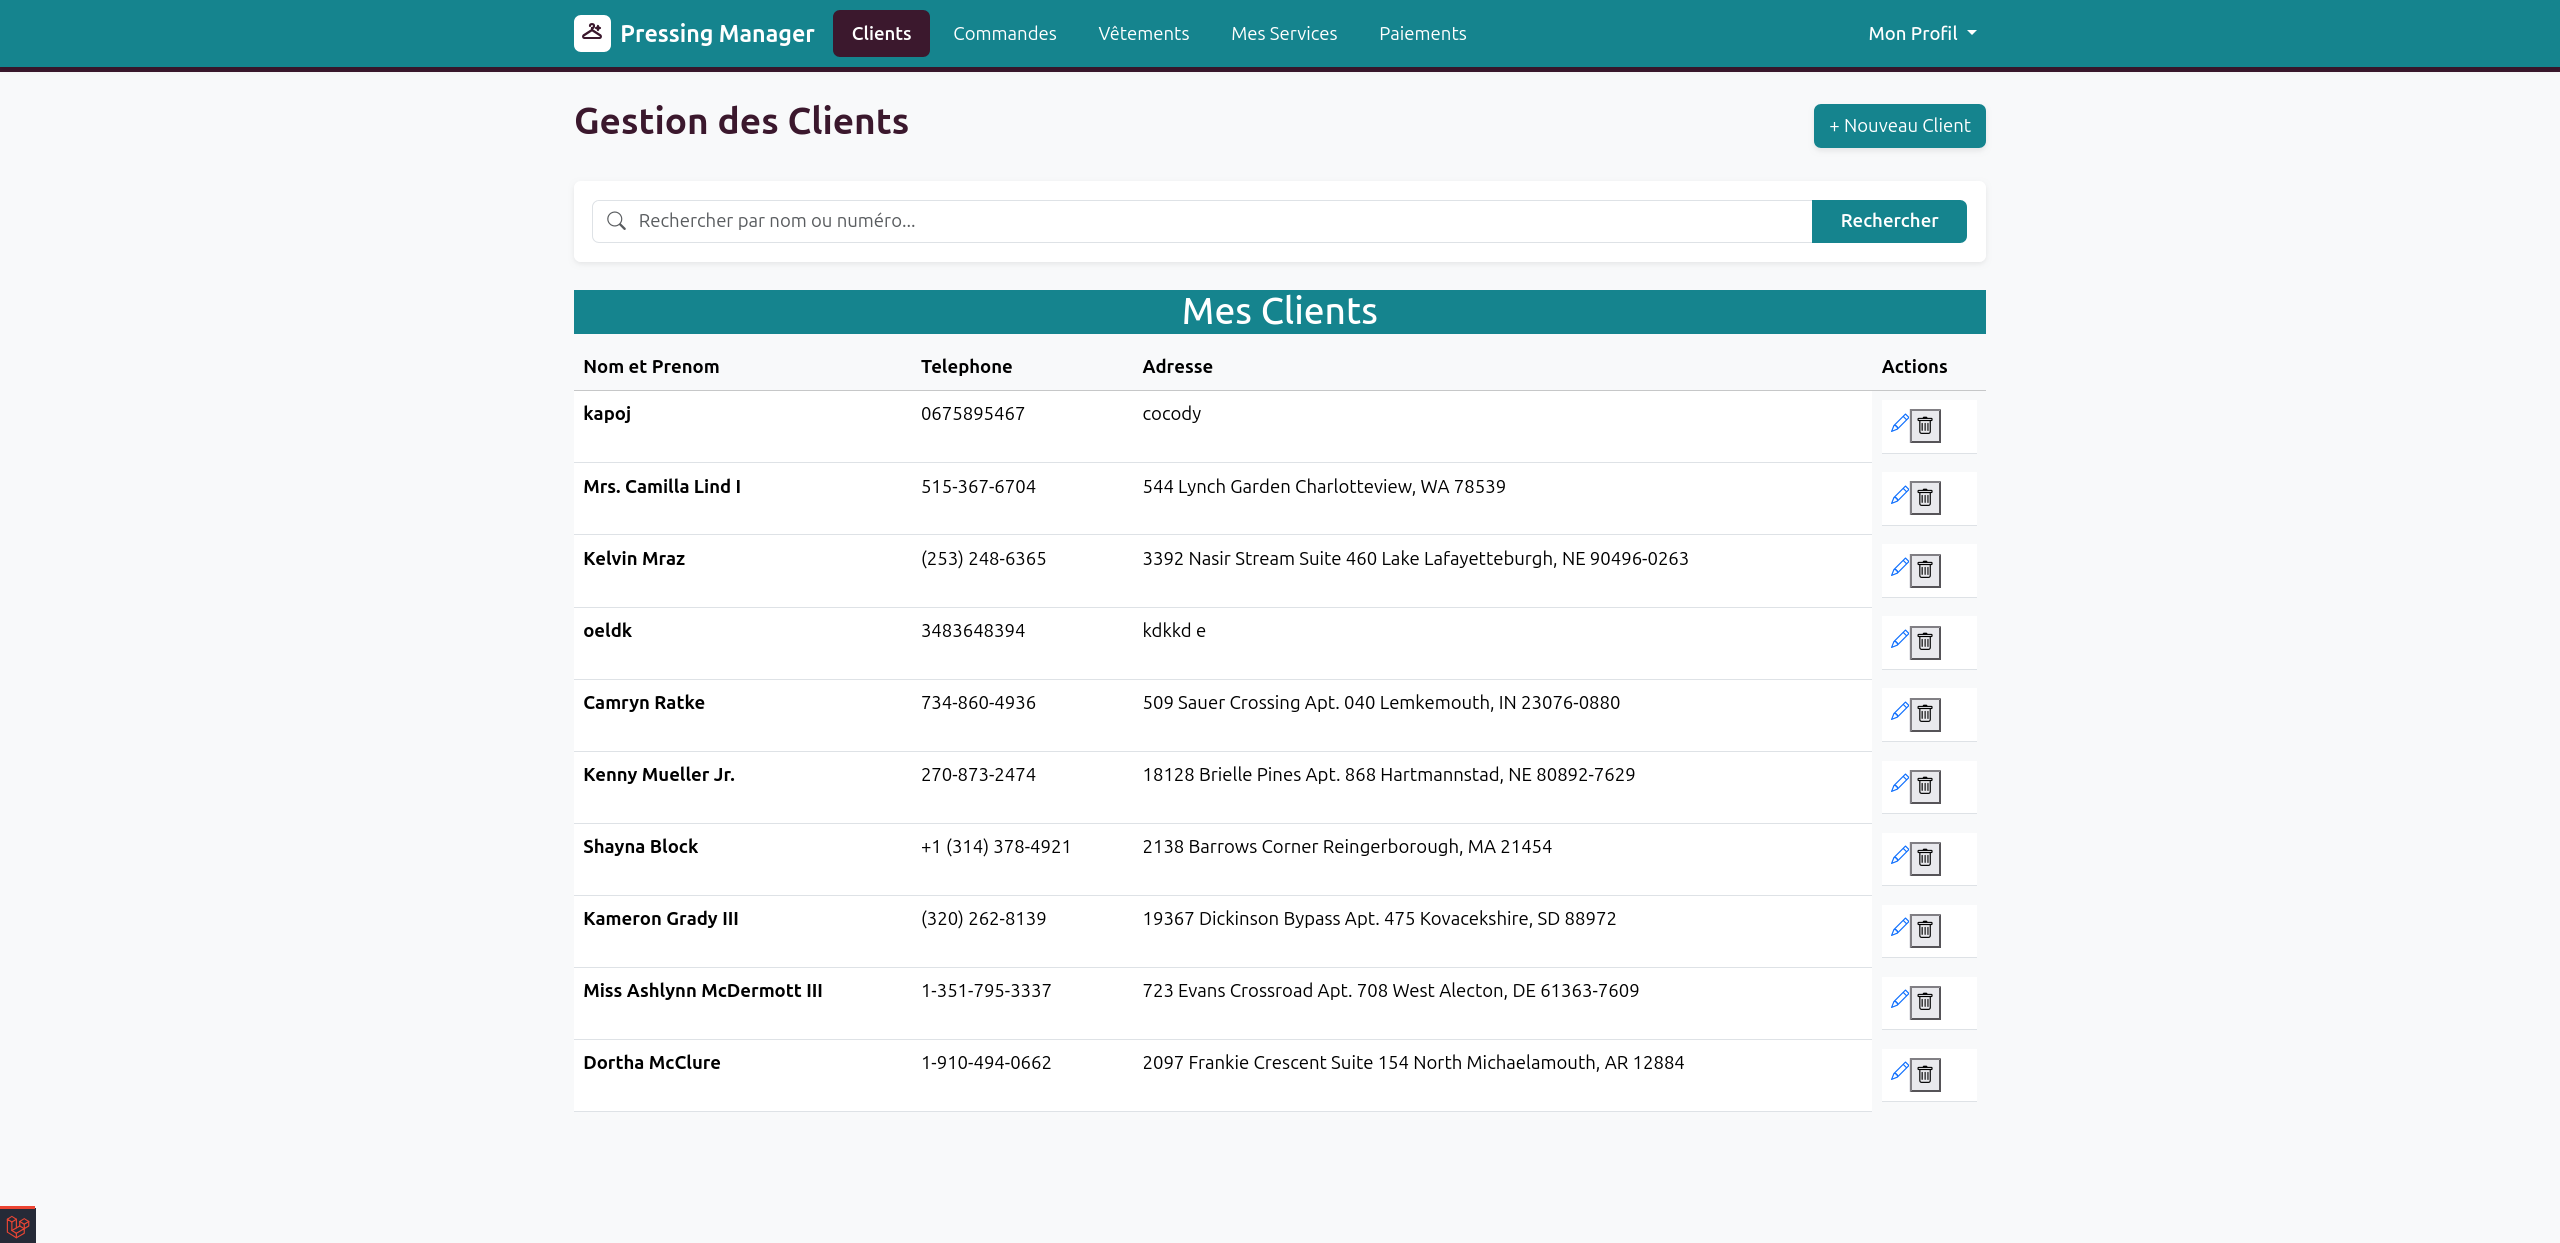 Pressing Manager Clients Commandes Vêtements Mes Services Paiements Mon Profil
Gestion des Clients
+ Nouveau Client
Rechercher par nom ou numéro... Rechercher
Mes Clients
Nom et Prenom Telephone Adresse Actions
kapoj 0675895467 cocody
Mrs. Camilla Lind I 515-367-6704 544 Lynch Garden Charlotteview, WA 78539
Kelvin Mraz (253) 248-6365 3392 Nasir Stream Suite 460 Lake Lafayetteburgh, NE 90496-0263
oeldk 3483648394 kdkkd e
Camryn Ratke 734-860-4936 509 Sauer Crossing Apt. 040 Lemkemouth, IN 23076-0880
Kenny Mueller Jr. 270-873-2474 18128 Brielle Pines Apt. 868 Hartmannstad, NE 80892-7629
Shayna Block +1 (314) 378-4921 2138 Barrows Corner Reingerborough, MA 21454
Kameron Grady III (320) 262-8139 19367 Dickinson Bypass Apt. 475 Kovacekshire, SD 88972
Miss Ashlynn McDermott III 1-351-795-3337 723 Evans Crossroad Apt. 708 West Alecton, DE 61363-7609
Dortha McClure 1-910-494-0662 2097 Frankie Crescent Suite 154 North Michaelamouth, AR 12884